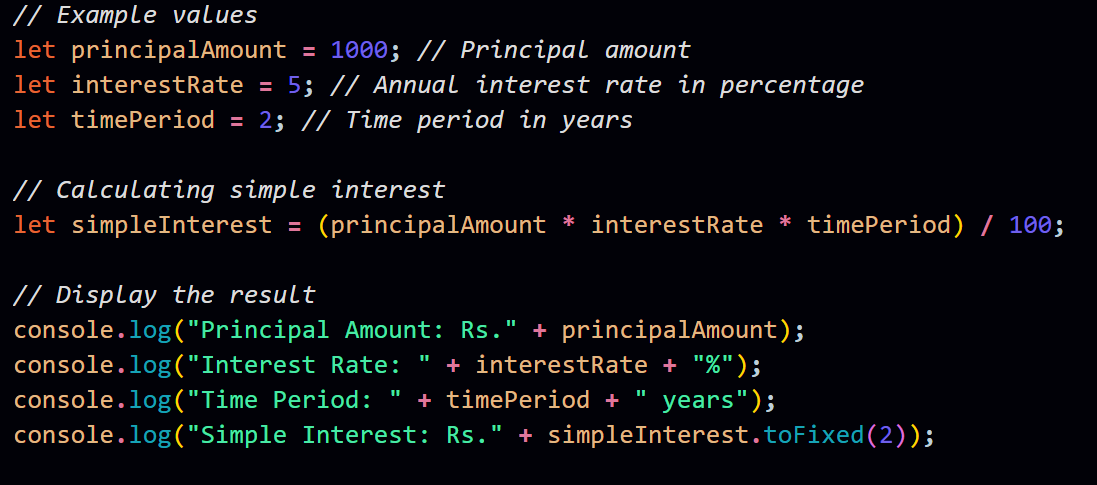 // Example values
let principalAmount = 1000; // Principal amount
let interestRate = 5; // Annual interest rate in percentage
let timePeriod = 2; // Time period in years
// Calculating simple interest
let simpleInterest = (principalAmount * interestRate * timePeriod) / 100;
// Display the result
console.log("Principal Amount: Rs." + principalAmount);
console.log("Interest Rate: " + interestRate + "%");
console.log("Time Period: " + timePeriod + " years");
console.log("Simple Interest: Rs." + simpleInterest.toFixed(2));